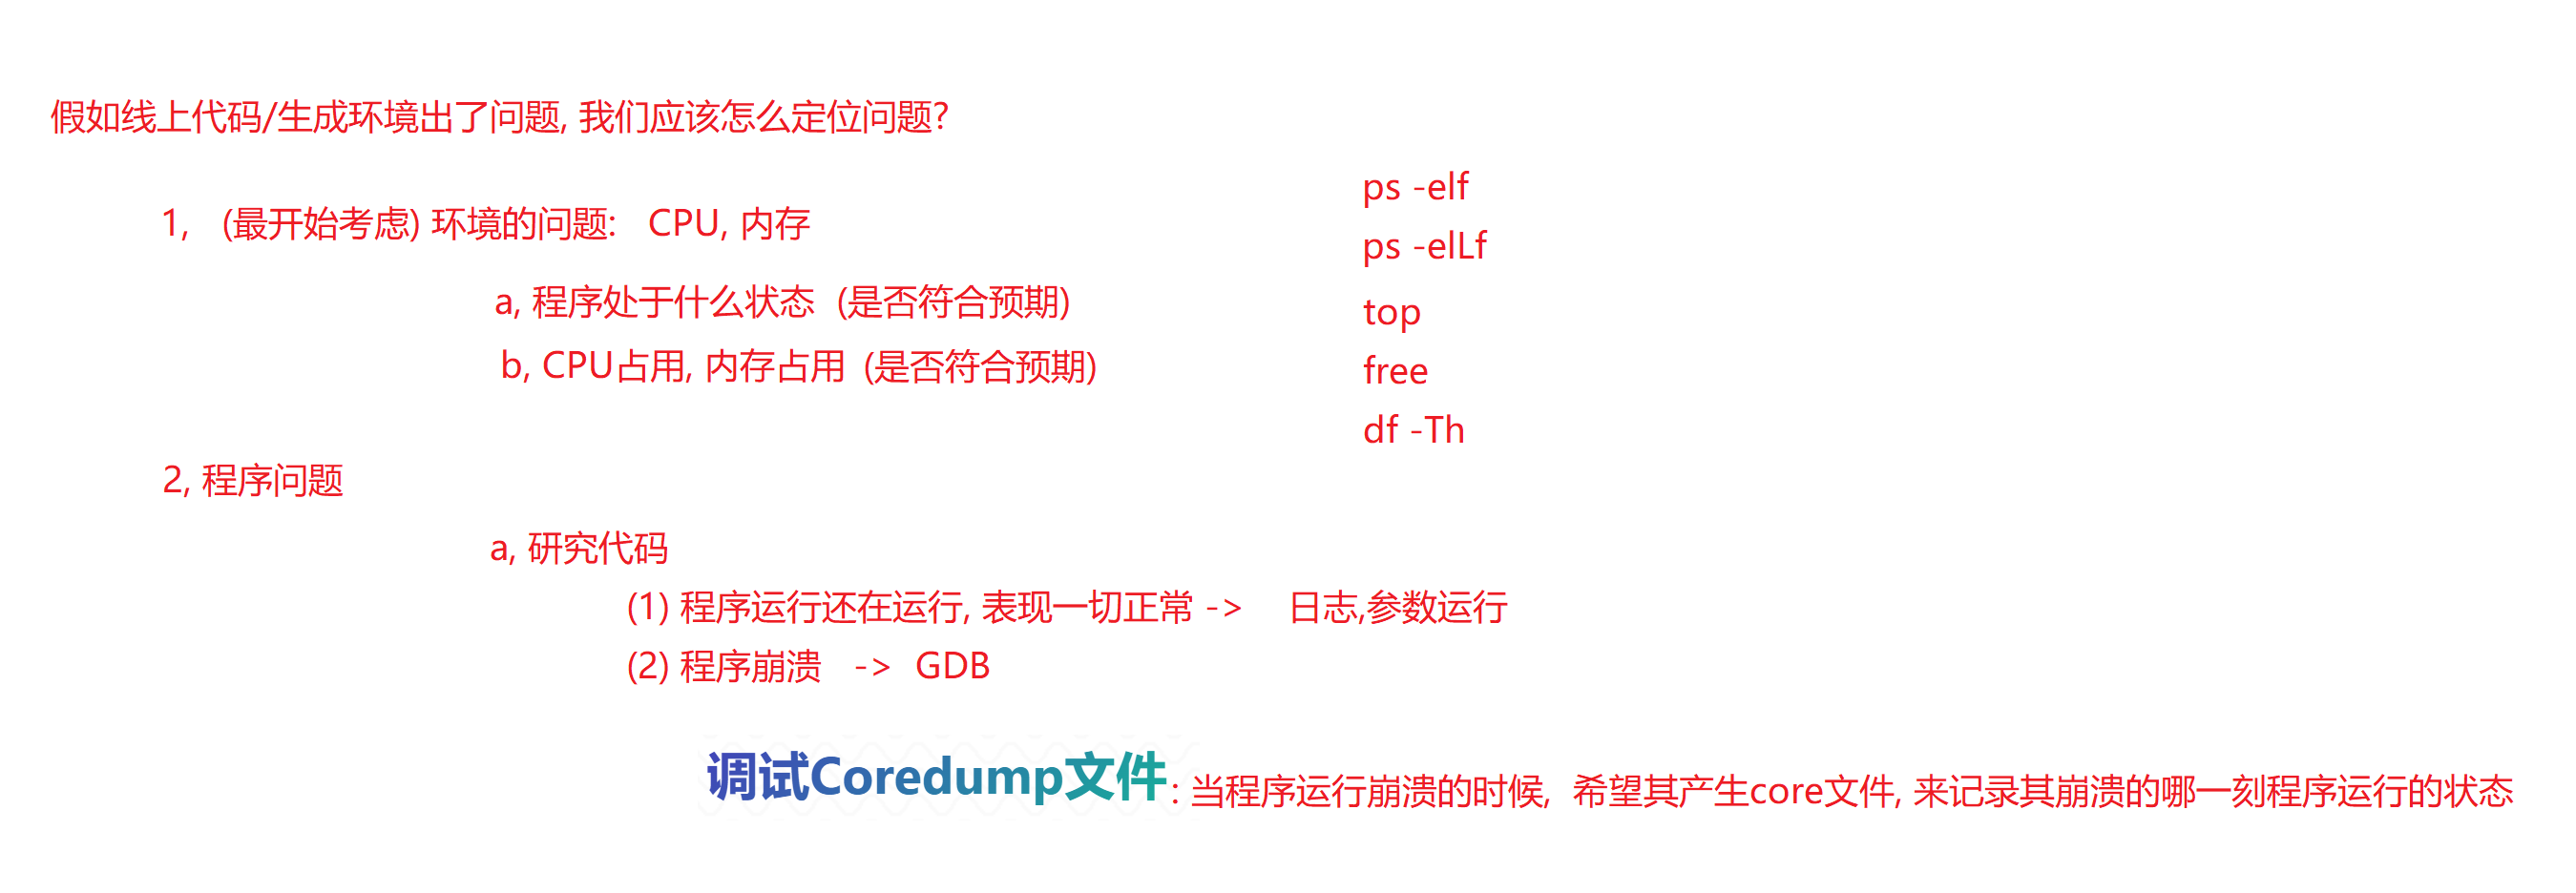 假如线上代码/生成环境出了问题, 我们应该怎么定位问题?
1, (最开始考虑) 环境的问题: CPU, 内存
a, 程序处于什么状态 (是否符合预期)
b, CPU占用, 内存占用 (是否符合预期)
ps -elf
ps -elLf
top
free
df -Th
2, 程序问题
a, 研究代码
(1) 程序运行还在运行, 表现一切正常 -> 日志,参数运行
(2) 程序崩溃 -> GDB
调试Coredump文件: 当程序运行崩溃的时候, 希望其产生core文件, 来记录其崩溃的哪一刻程序运行的状态